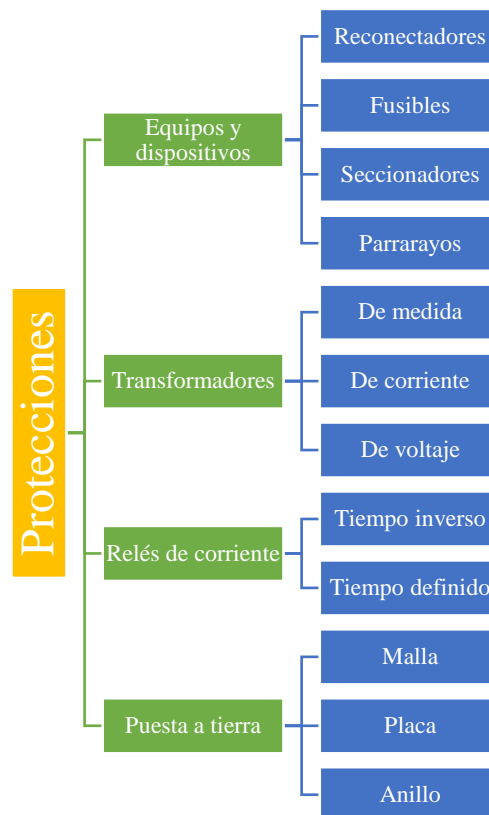 Protecciones
Equipos y
dispositivos
Reconectadores
Fusibles
Seccionadores
Parrarayos
Transformadores
De medida
De corriente
De voltaje
Relés de corriente
Tiempo inverso
Tiempo definido
Puesta a tierra
Malla
Placa
Anillo